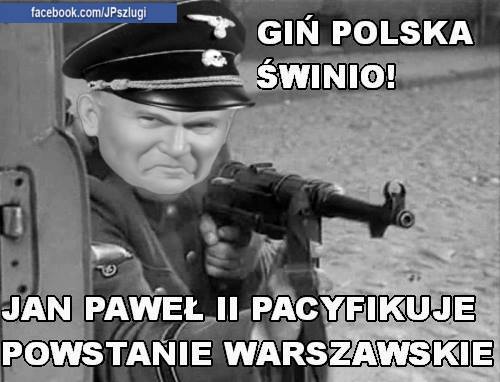 facebook.com/JPszlugi
GIŃ POLSKA
ŚWINIO!
JAN PAWEŁ II PACYFIKUJE
POWSTANIE WARSZAWSKIE